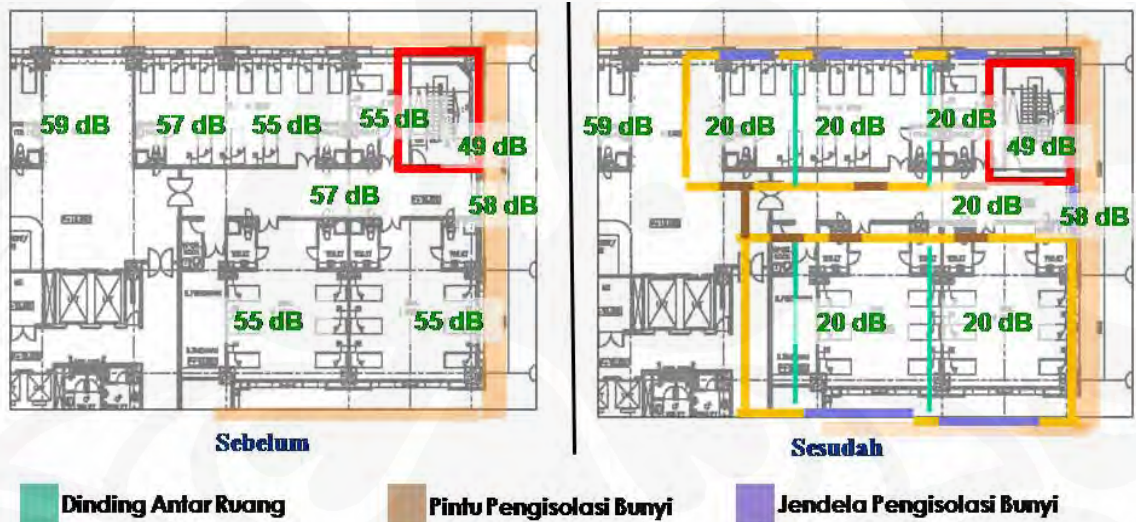 59 dB
57 dB
55 dB
55 dB
49 dB
57 dB
58 dB
55 dB
55 dB
Sebelum
59 dB
20 dB
20 dB
20 dB
49 dB
20 dB
58 dB
20 dB
20 dB
Sesudah
Dinding Antar Ruang
Pintu Pengisolasi Bunyi
Jendela Pengisolasi Bunyi